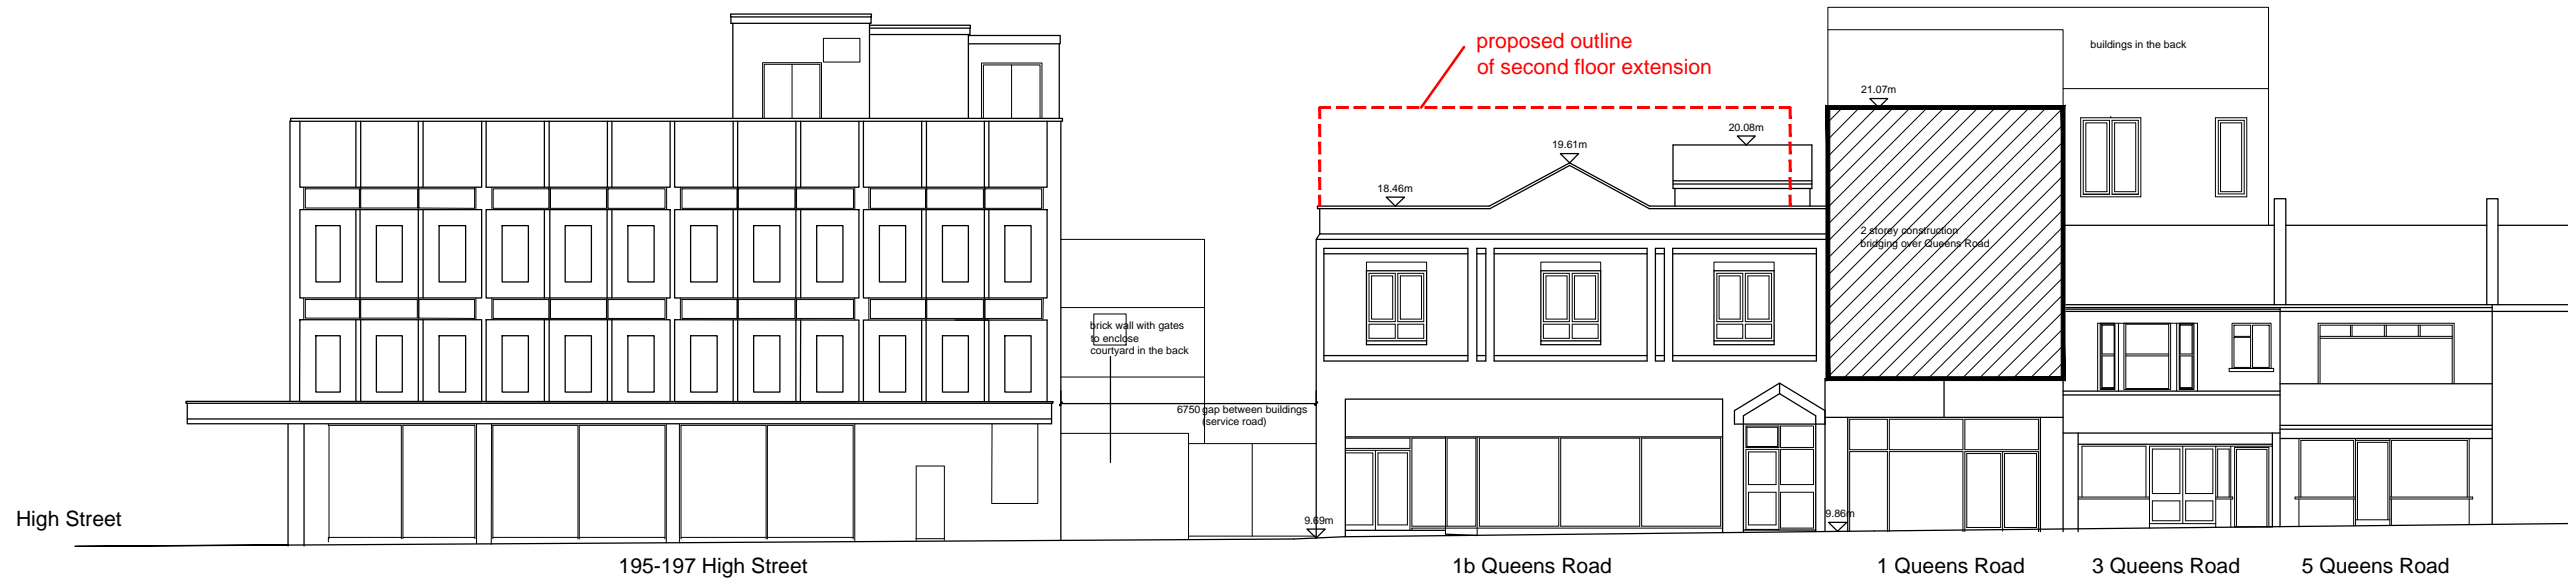 proposed outline
of second floor extension
buildings in the back
21.07m
20.08m
19.61m
18.46m
2 storey construction
bridging over Queens Road
brick wall with gates
to enclose
courtyard in the back
6750 gap between buildings
(service road)
High Street
9.69m
9.86m
195-197 High Street
1b Queens Road
1 Queens Road
3 Queens Road
5 Queens Road